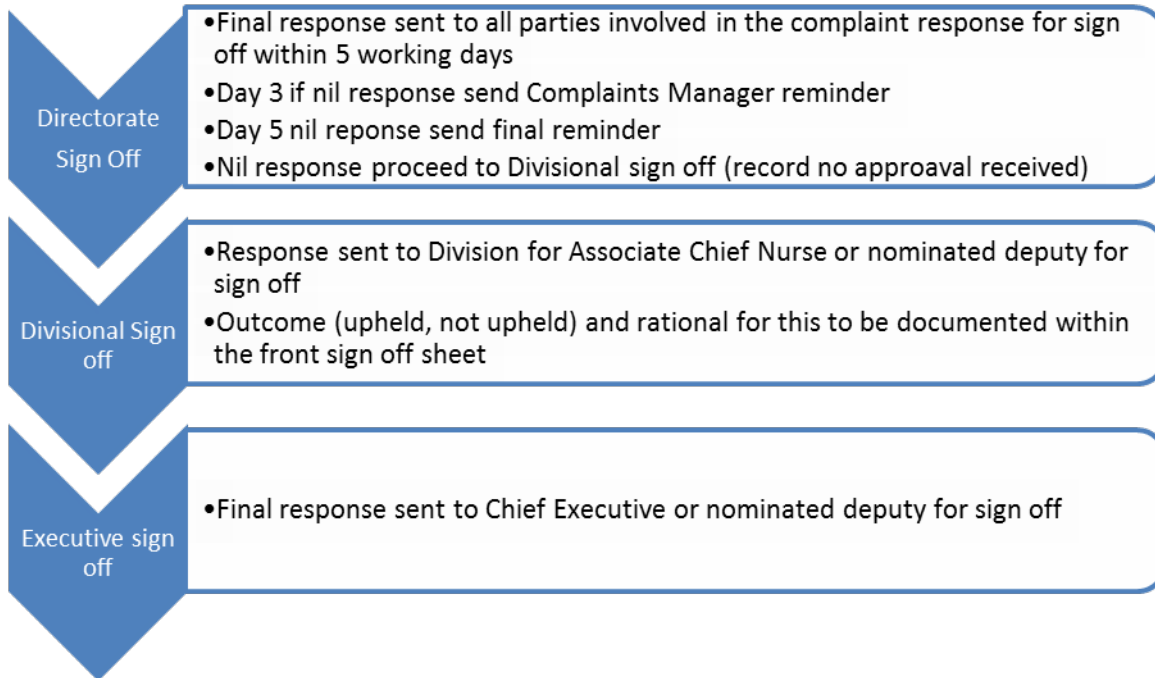 Directorate
Sign Off
•Final response sent to all parties involved in the complaint response for sign
off within 5 working days
•Day 3 if nil response send Complaints Manager reminder
•Day 5 nil reponse send final reminder
•Nil response proceed to Divisional sign off (record no approaval received)
Divisional Sign
off
•Response sent to Division for Associate Chief Nurse or nominated deputy for
sign off
•Outcome (upheld, not upheld) and rational for this to be documented within
the front sign off sheet
Executive sign
off
•Final response sent to Chief Executive or nominated deputy for sign off